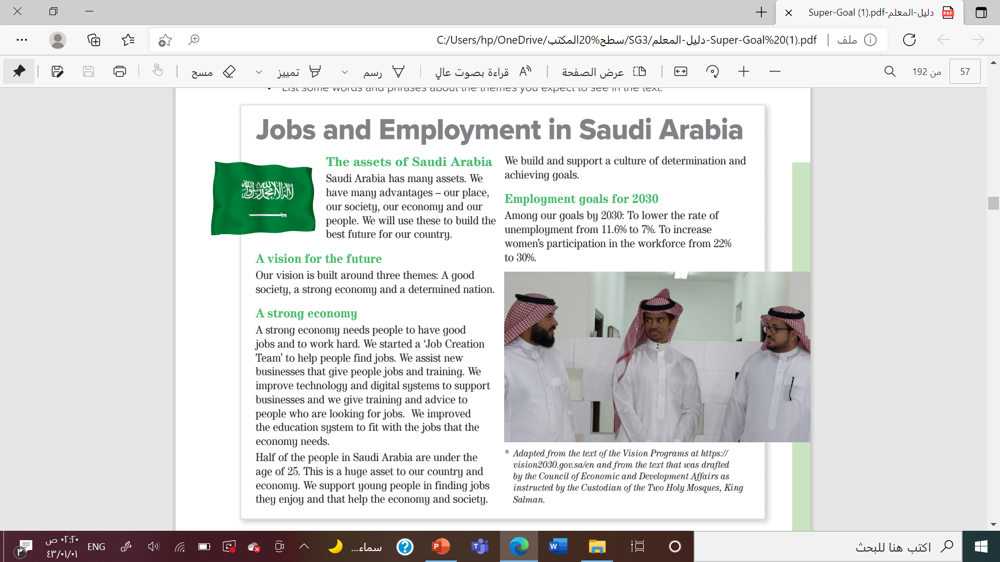 دليل-المعلم-Super-Goal (1).pdf
ملف
C:/Users/hp/OneDrive/سطح%20المكتب/SG3/دليل-المعلم-Super-Goal%20(1).pdf
57
من 192
عرض الصفحة
قراءة بصوت عالٍ
رسم
تمييز
مسح
• List some words and phrases about the themes you expect to see in the text.
Jobs and Employment in Saudi Arabia
The assets of Saudi Arabia
Saudi Arabia has many assets. We
have many advantages – our place,
our society, our economy and our
people. We will use these to build the
best future for our country.
A vision for the future
Our vision is built around three themes: A good
society, a strong economy and a determined nation.
A strong economy
A strong economy needs people to have good
jobs and to work hard. We started a ‘Job Creation
Team’ to help people find jobs. We assist new
businesses that give people jobs and training. We
improve technology and digital systems to support
businesses and we give training and advice to
people who are looking for jobs.  We improved
the education system to fit with the jobs that the
economy needs.
Half of the people in Saudi Arabia are under the
age of 25. This is a huge asset to our country and
economy. We support young people in finding jobs
they enjoy and that help the economy and society.
We build and support a culture of determination and
achieving goals.
Employment goals for 2030
Among our goals by 2030: To lower the rate of
unemployment from 11.6% to 7%. To increase
women’s participation in the workforce from 22%
to 30%.
* Adapted from the text of the Vision Programs at https://
vision2030.gov.sa/en and from the text that was drafted
by the Council of Economic and Development Affairs as
instructed by the Custodian of the Two Holy Mosques, King
Salman.
لا إله إلا الله محمد رسول الله
اكتب هنا للبحث
سماء...
ENG
٠٢:٢٠ ص
٤٣/٠١/٠١
٣